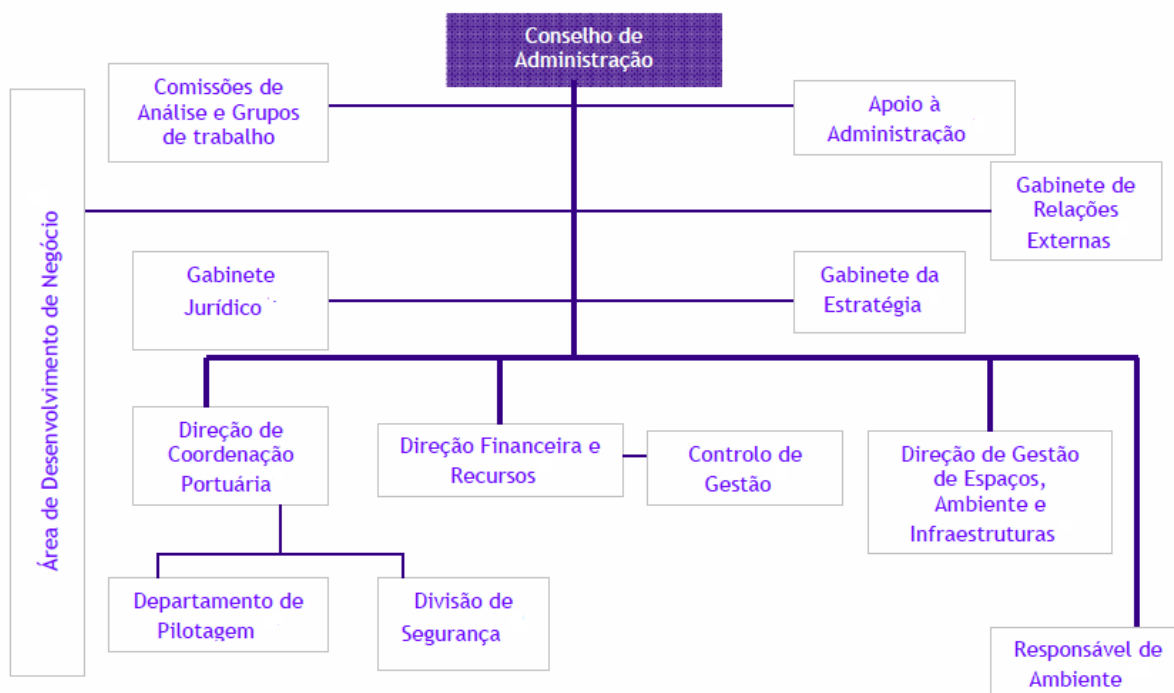 Conselho de
Administração
Comissões de
Análise e Grupos
de trabalho
Apoio à
Administração
Gabinete de
Relações
Externas
Área de Desenvolvimento de Negócio
Gabinete
Jurídico
Gabinete da
Estratégia
Direção de
Coordenação
Portuária
Direção Financeira e
Recursos
Controlo de
Gestão
Direção de Gestão
de Espaços,
Ambiente e
Infraestruturas
Departamento de
Pilotagem
Divisão de
Segurança
Responsável de
Ambiente